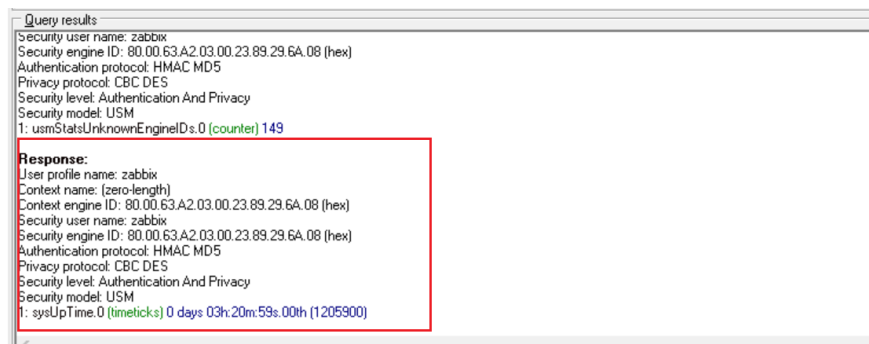 Query results
Security user name: zabbix
Security engine ID: 80.00.63.A2.03.00.23.89.29.6A.08 (hex)
Authentication protocol: HMAC MD5
Privacy protocol: CBC DES
Security level: Authentication And Privacy
Security model: USM
1: usmStatsUnknownEngineIDs.0 (counter) 149
Response:
User profile name: zabbix
Context name: (zero-length)
Context engine ID: 80.00.63.A2.03.00.23.89.29.6A.08 (hex)
Security user name: zabbix
Security engine ID: 80.00.63.A2.03.00.23.89.29.6A.08 (hex)
Authentication protocol: HMAC MD5
Privacy protocol: CBC DES
Security level: Authentication And Privacy
Security model: USM
1: sysUpTime.0 (timeticks) 0 days 03h:20m:59s.00th (1205900)